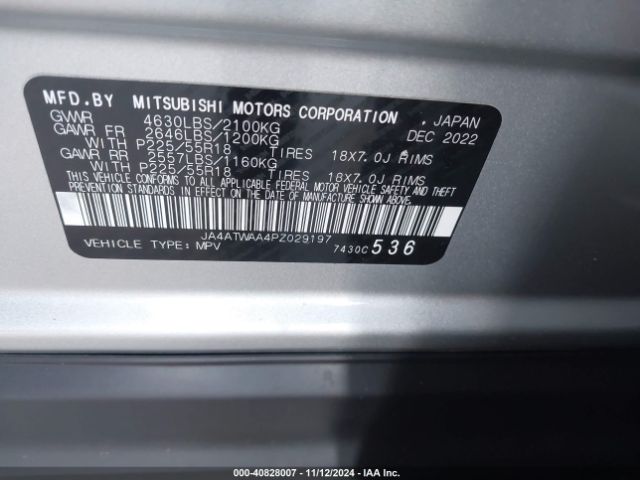 MFD.BY MITSUBISHI MOTORS CORPORATION . JAPAN
GVWR 4630LBS/2100KG DEC 2022
GAWR FR 2646LBS/1200KG
WITH P225/55R18 TIRES 18X7.0J RIMS
GAWR RR 2557LBS/1160KG
WITH P225/55R18 TIRES 18X7.0J RIMS
THIS VEHICLE CONFORMS TO ALL APPLICABLE FEDERAL MOTOR VEHICLE SAFETY AND THEFT
PREVENTION STANDARDS IN EFFECT ON THE DATE OF MANUFACTURE SHOWN ABOVE.
JA4ATWAA4PZ029197
VEHICLE TYPE: MPV 7430C 536
000-40828007 - 11/12/2024 - IAAI.com